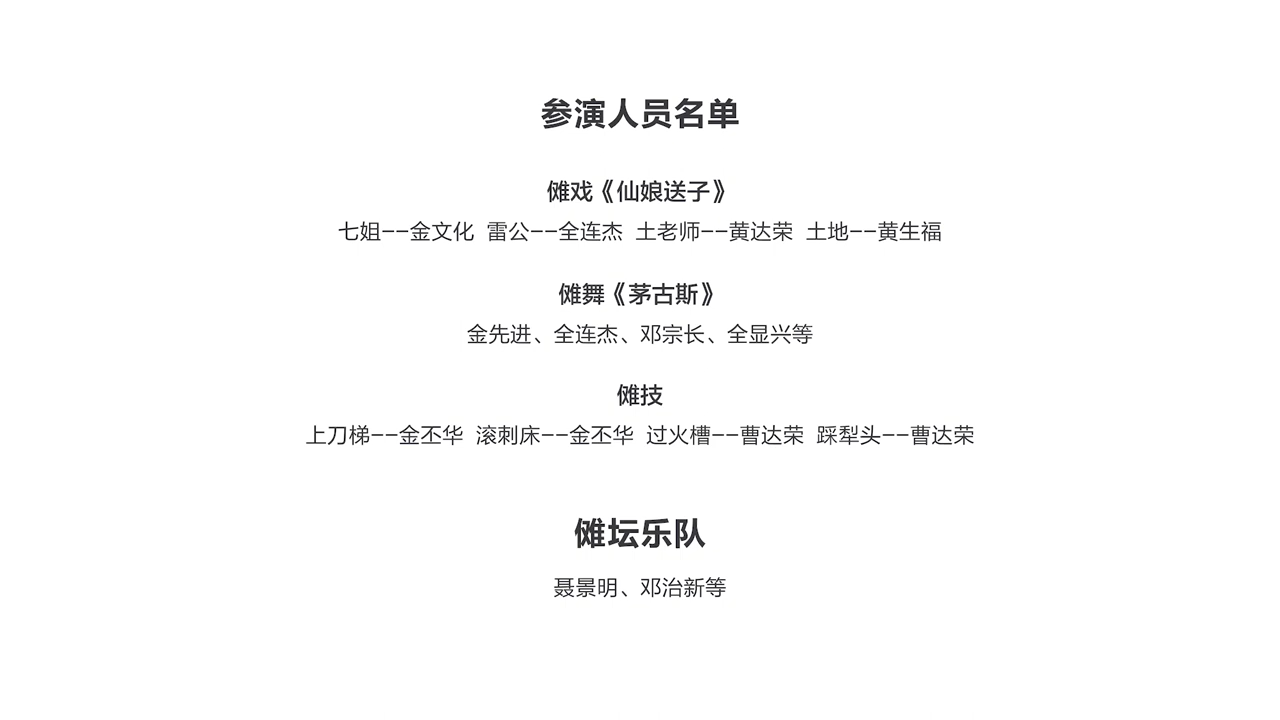 参演人员名单
傩戏《仙娘送子》
七姐——金文化 雷公——全连杰 土老师——黄达荣 土地——黄生福
傩舞《茅古斯》
金先进、全连杰、邓宗长、全显兴等
傩技
上刀梯——金丕华 滚刺床——金丕华 过火槽——曹达荣 踩犁头——曹达荣
傩坛乐队
聂景明、邓治新等